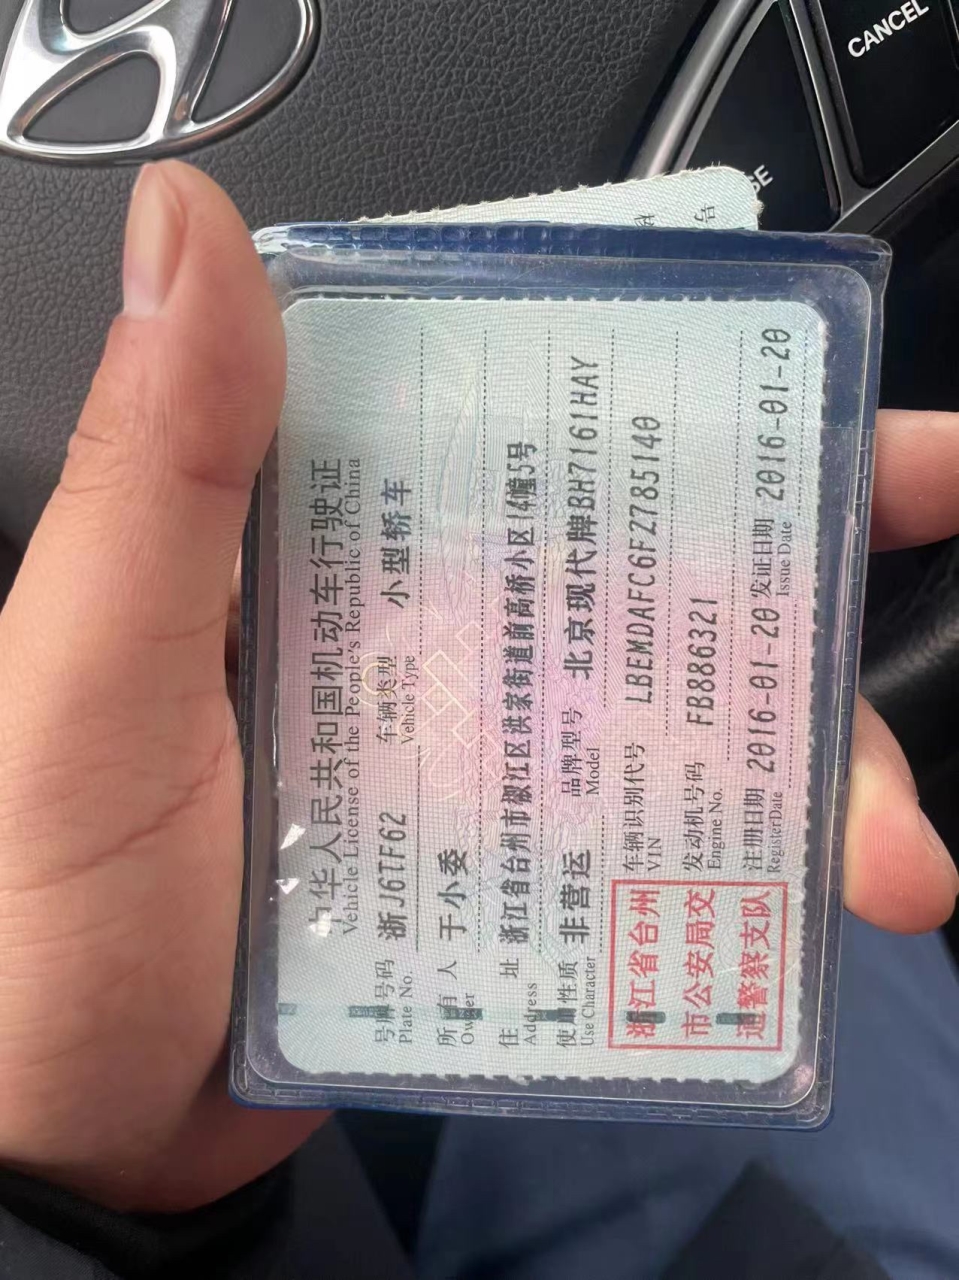 CANCEL
号
中华人民共和国机动车行驶证
Vehicle License of the People's Republic of China
号牌号码 浙J6TF62 车辆类型 小型轿车
Plate No. Vehicle Type
所有人 于小委
Owner
住址 浙江省台州市椒江区洪家街道前高桥小区14幢5号
Address
使用性质 非营运 品牌型号 北京现代牌BH7161HAY
Use Character Model
浙江省台州
市公安局交
通警察支队
车辆识别代号 LBEMDAFC6FZ785140
VIN
发动机号码 FB886321
Engine No.
注册日期 2016-01-20 发证日期 2016-01-20
RegisterDate Issue Date